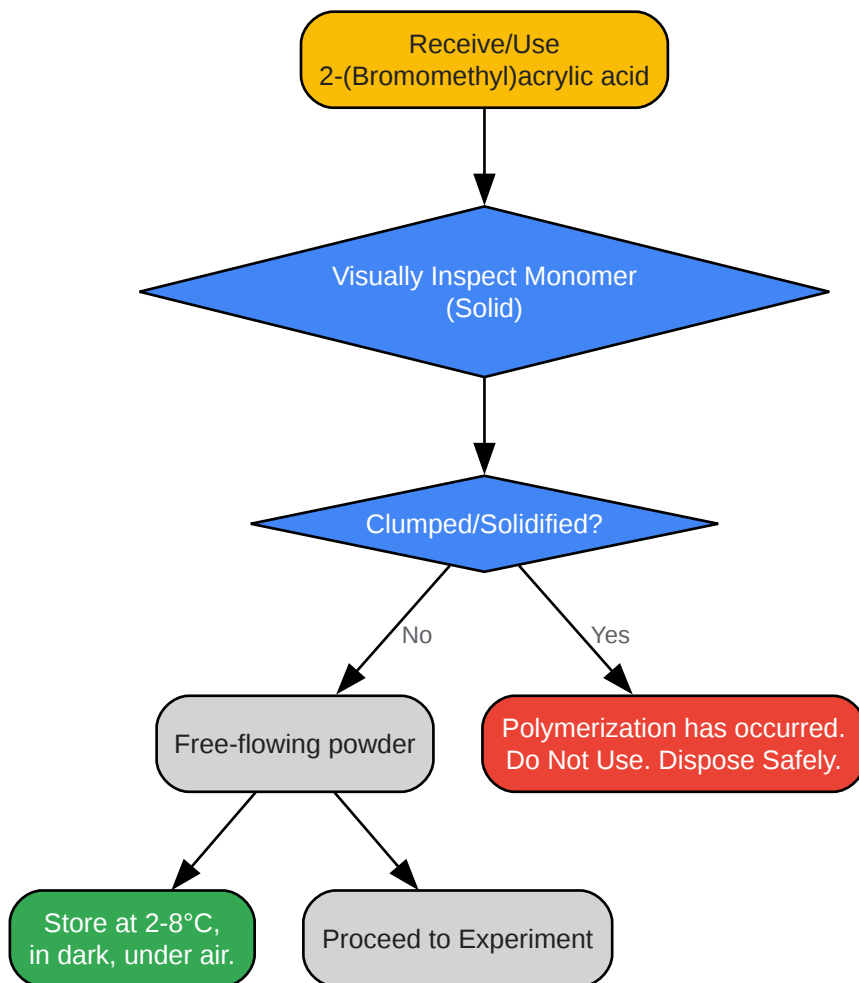 Receive/Use
2-(Bromomethyl)acrylic acid
Visually Inspect Monomer
(Solid)
Clumped/Solidified?
No
Yes
Free-flowing powder
Polymerization has occurred.
Do Not Use. Dispose Safely.
Store at 2-8°C,
in dark, under air.
Proceed to Experiment